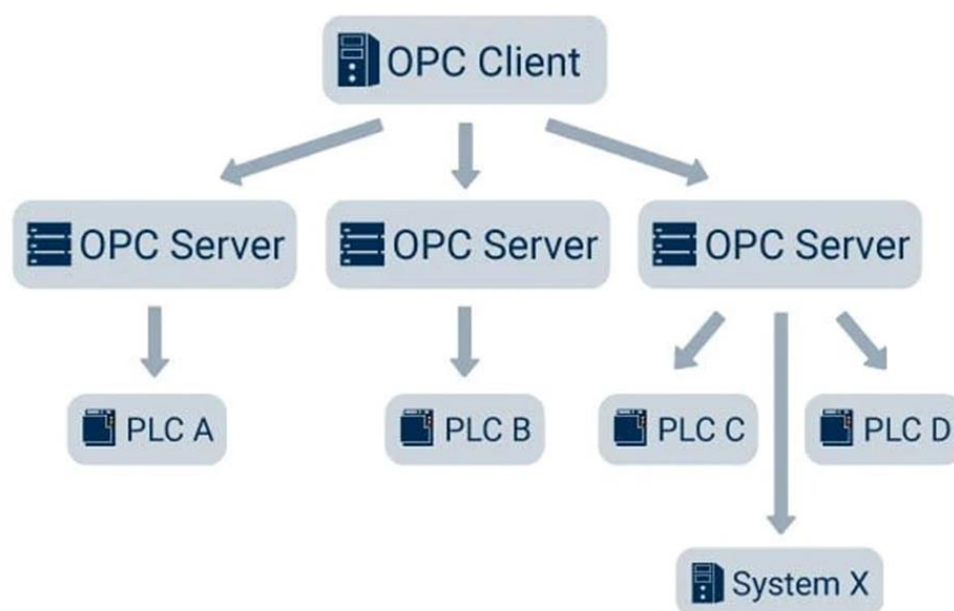 OPC Client
OPC Server
OPC Server
OPC Server
PLC A
PLC B
PLC C
PLC D
System X